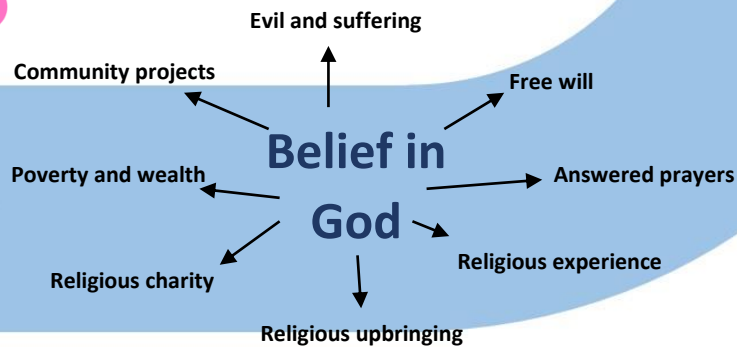 Evil and suffering
Community projects
Free will
Belief in
God
Poverty and wealth
Answered prayers
Religious experience
Religious charity
Religious upbringing